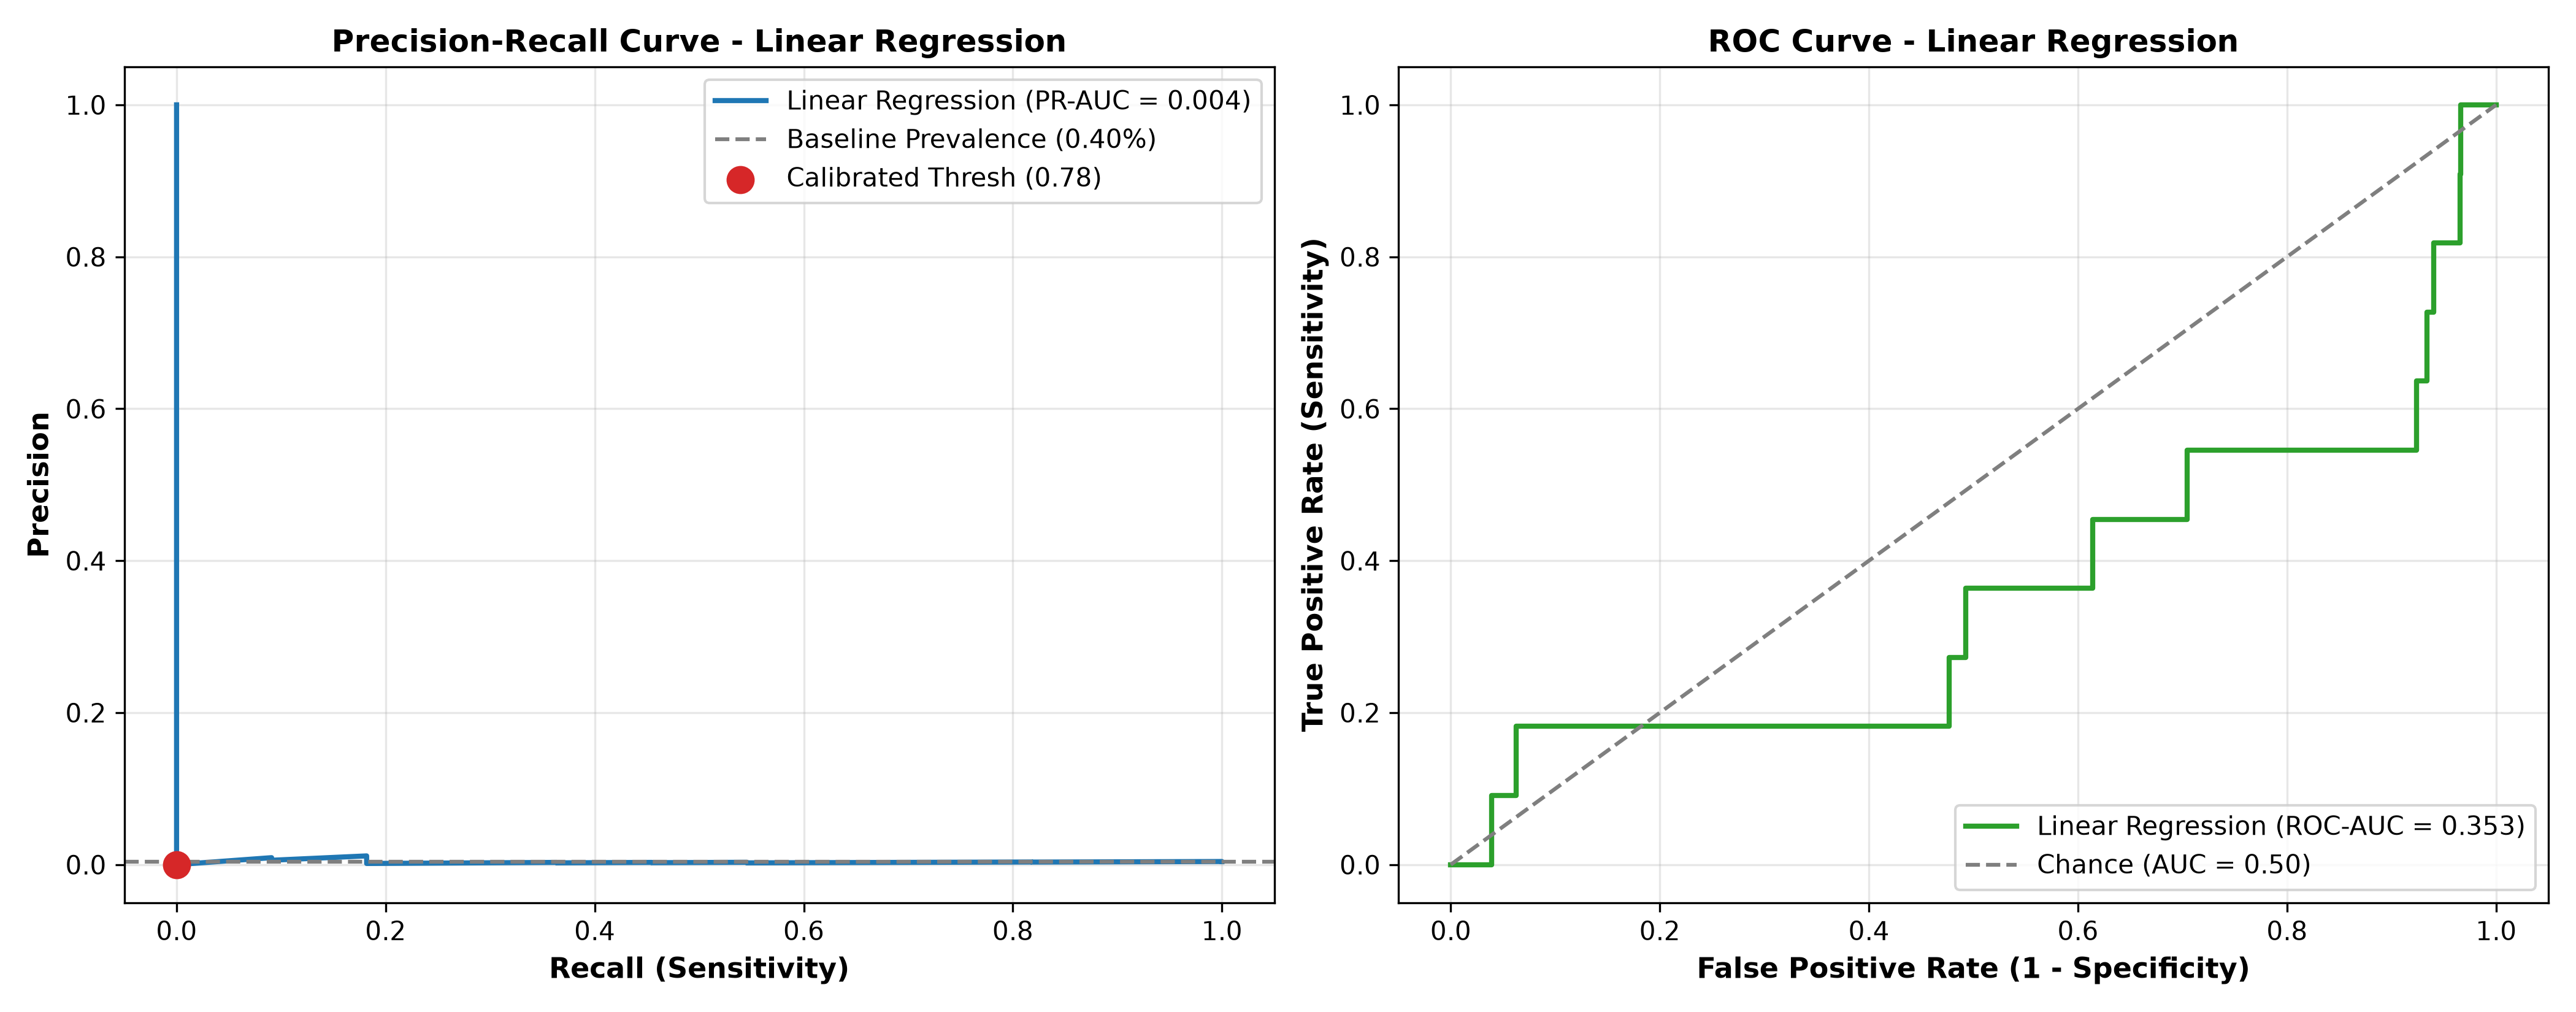 Precision-Recall Curve - Linear Regression
Linear Regression (PR-AUC = 0.004)
Baseline Prevalence (0.40%)
Calibrated Thresh (0.78)
Precision
1.0
0.8
0.6
0.4
0.2
0.0
0.0 0.2 0.4 0.6 0.8 1.0
Recall (Sensitivity)
ROC Curve - Linear Regression
True Positive Rate (Sensitivity)
1.0
0.8
0.6
0.4
0.2
0.0
Linear Regression (ROC-AUC = 0.353)
Chance (AUC = 0.50)
0.0 0.2 0.4 0.6 0.8 1.0
False Positive Rate (1 - Specificity)